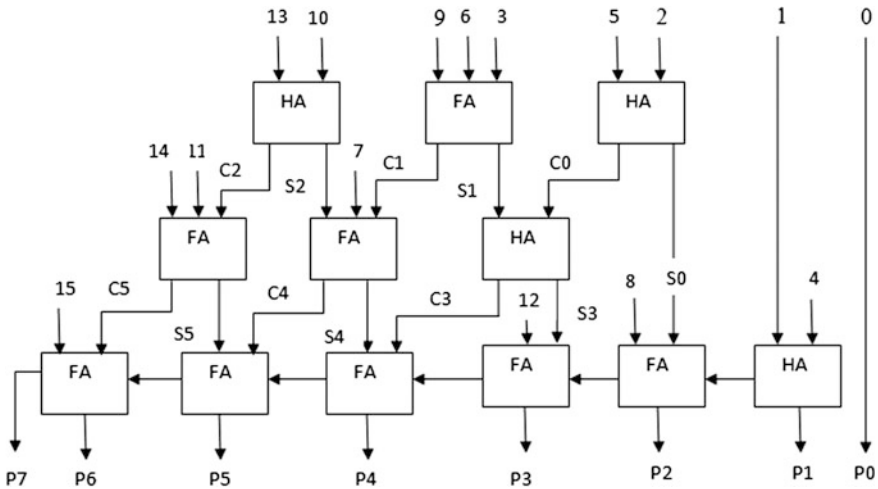 13 10 9 6 3 5 2 1 0
HA FA HA
14 11 C2 S2 7 C1 S1 C0
FA FA HA
15 C5 S5 C4 S4 C3 12 S3 8 S0 4
FA FA FA FA FA HA
P7 P6 P5 P4 P3 P2 P1 P0